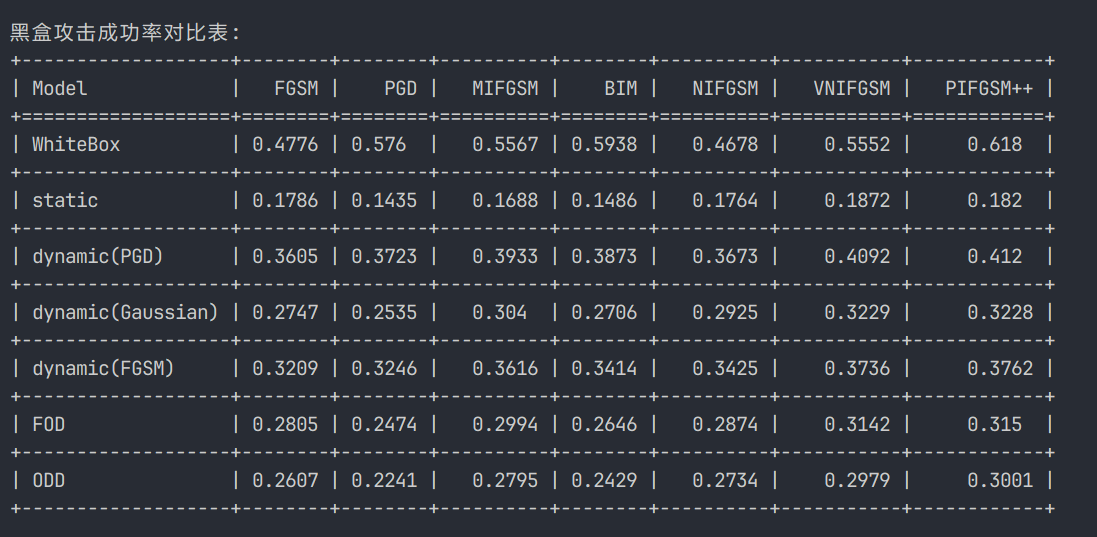 黑盒攻击成功率对比表:
+-------------------+--------+--------+----------+--------+----------+-----------+------------+
| Model             |   FGSM |    PGD |   MIFGSM |    BIM |   NIFGSM |   VNIFGSM |   PIFGSM++ |
+===================+========+========+==========+========+==========+===========+============+
| WhiteBox          | 0.4776 | 0.576  |   0.5567 | 0.5938 |   0.4678 |    0.5552 |     0.618  |
+-------------------+--------+--------+----------+--------+----------+-----------+------------+
| static            | 0.1786 | 0.1435 |   0.1688 | 0.1486 |   0.1764 |    0.1872 |     0.182  |
+-------------------+--------+--------+----------+--------+----------+-----------+------------+
| dynamic(PGD)      | 0.3605 | 0.3723 |   0.3933 | 0.3873 |   0.3673 |    0.4092 |     0.412  |
+-------------------+--------+--------+----------+--------+----------+-----------+------------+
| dynamic(Gaussian) | 0.2747 | 0.2535 |   0.304  | 0.2706 |   0.2925 |    0.3229 |     0.3228 |
+-------------------+--------+--------+----------+--------+----------+-----------+------------+
| dynamic(FGSM)     | 0.3209 | 0.3246 |   0.3616 | 0.3414 |   0.3425 |    0.3736 |     0.3762 |
+-------------------+--------+--------+----------+--------+----------+-----------+------------+
| FOD               | 0.2805 | 0.2474 |   0.2994 | 0.2646 |   0.2874 |    0.3142 |     0.315  |
+-------------------+--------+--------+----------+--------+----------+-----------+------------+
| ODD               | 0.2607 | 0.2241 |   0.2795 | 0.2429 |   0.2734 |    0.2979 |     0.3001 |
+-------------------+--------+--------+----------+--------+----------+-----------+------------+